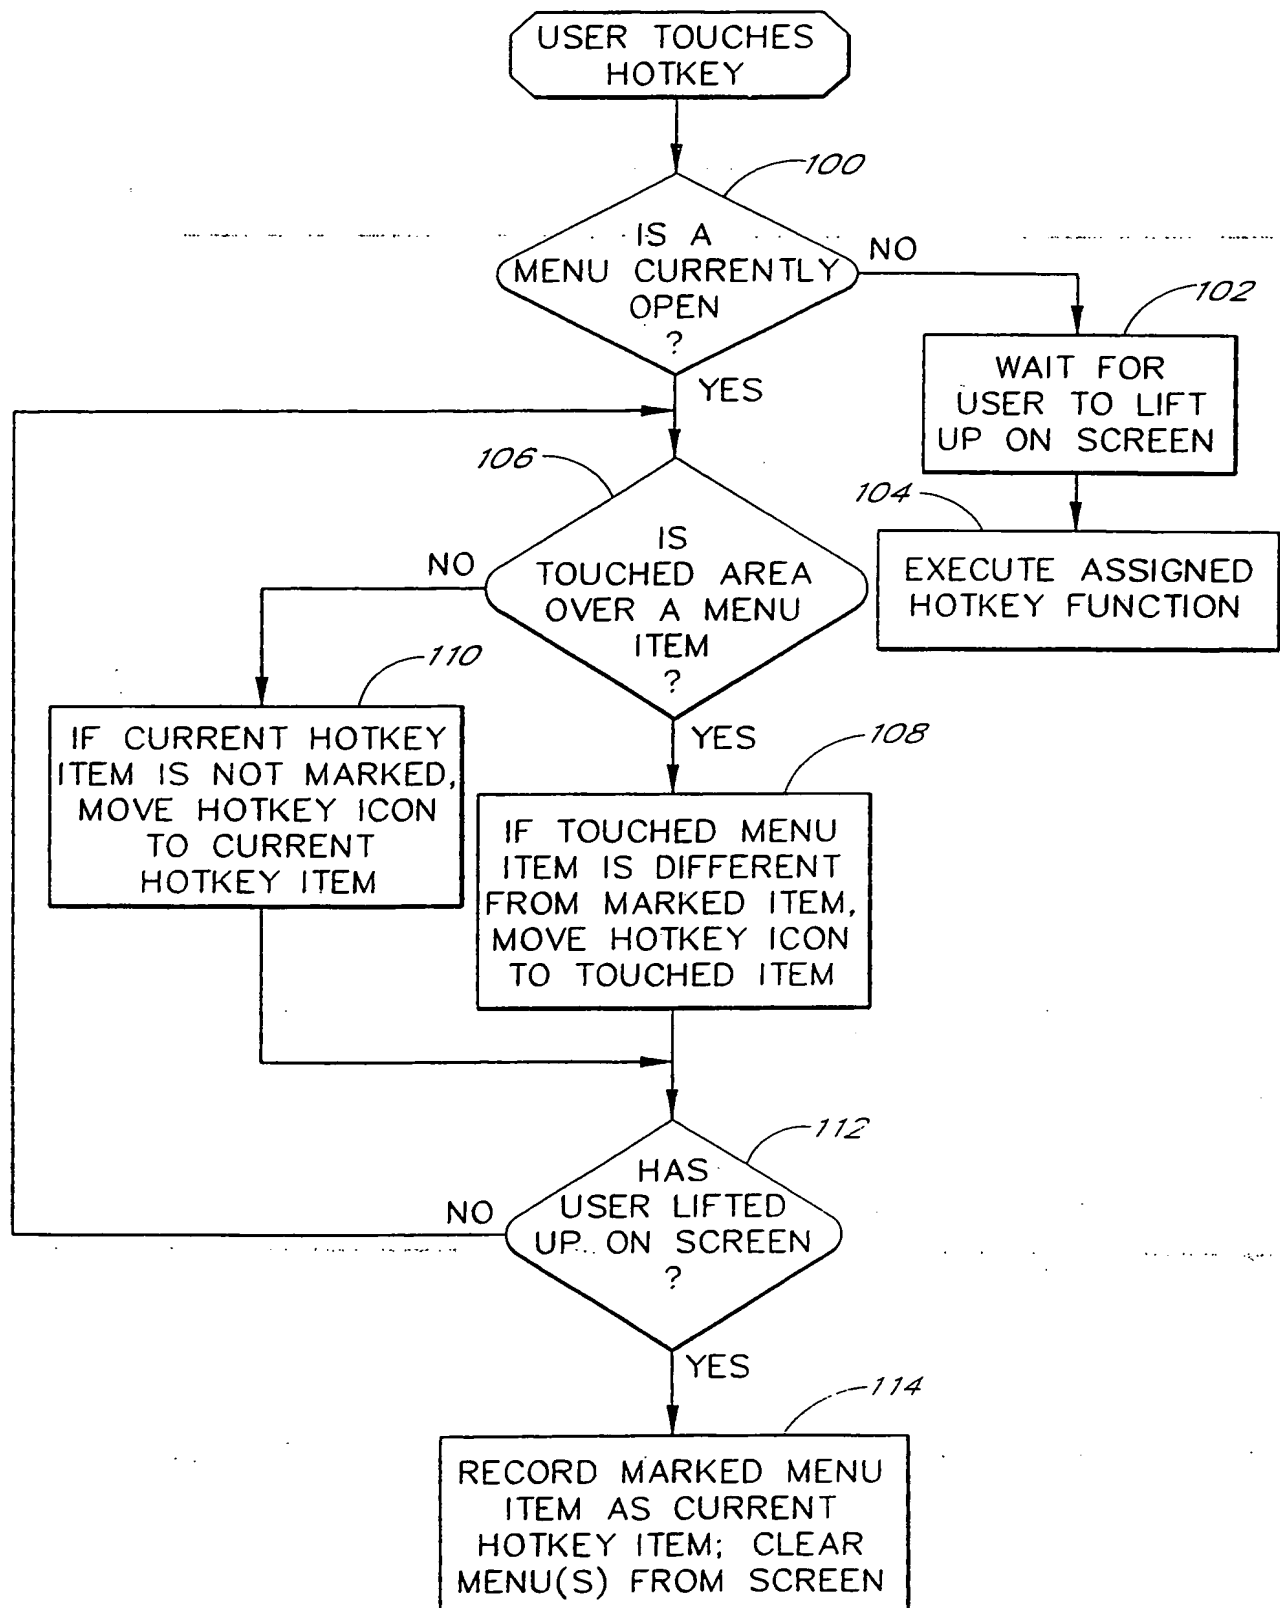 USER TOUCHES
HOTKEY
100
IS A
MENU CURRENTLY
OPEN
?
NO
YES
102
WAIT FOR
USER TO LIFT
UP ON SCREEN
104
EXECUTE ASSIGNED
HOTKEY FUNCTION
106
IS
TOUCHED AREA
OVER A MENU
ITEM
?
NO
YES
110
IF CURRENT HOTKEY
ITEM IS NOT MARKED,
MOVE HOTKEY ICON
TO CURRENT
HOTKEY ITEM
108
IF TOUCHED MENU
ITEM IS DIFFERENT
FROM MARKED ITEM,
MOVE HOTKEY ICON
TO TOUCHED ITEM
112
HAS
USER LIFTED
UP ON SCREEN
?
NO
YES
114
RECORD MARKED MENU
ITEM AS CURRENT
HOTKEY ITEM; CLEAR
MENU(S) FROM SCREEN